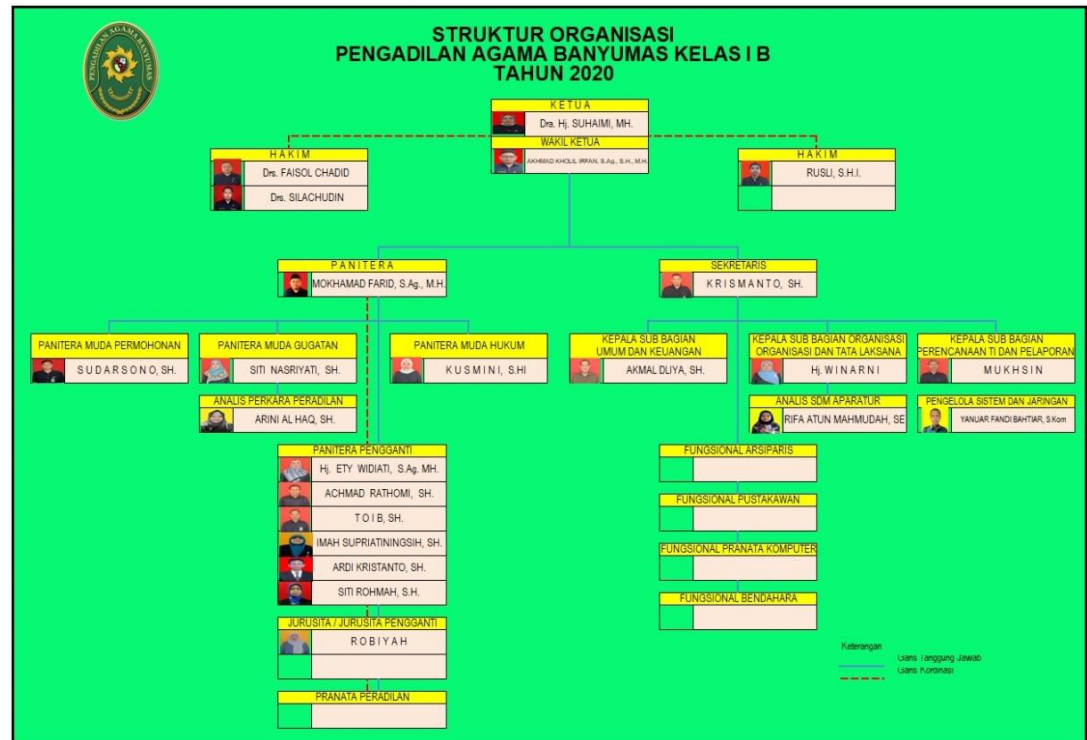 STRUKTUR ORGANISASI
PENGADILAN AGAMA BANYUMAS KELAS I B
TAHUN 2020
PENGADILAN AGAMA BANYUMAS
KETUA
Dra. Hj. SUHAIMI, MH.
WAKIL KETUA
AKHMAD KHOLIL IRFAN, S.Ag., S.H., M.H.
HAKIM
Drs. FAISOL CHADID
Drs. SILACHUDIN
HAKIM
RUSLI, S.H.I.
PANITERA
MOKHAMAD FARID, S.Ag., M.H.
SEKRETARIS
KRISMANTO, SH.
PANITERA MUDA PERMOHONAN
SUDARSONO, SH.
PANITERA MUDA GUGATAN
SITI NASRIYATI, SH.
PANITERA MUDA HUKUM
KUSMINI, S.HI
KEPALA SUB BAGIAN
UMUM DAN KEUANGAN
AKMAL DLIYA, SH.
KEPALA SUB BAGIAN ORGANISASI
ORGANISASI DAN TATA LAKSANA
Hj. WINARNI
KEPALA SUB BAGIAN
PERENCANAAN TI DAN PELAPORAN
MUKHSIN
ANALIS PERKARA PERADILAN
ARINI AL HAQ, SH.
ANALIS SDM APARATUR
RIFA ATUN MAHMUDAH, SE
PENGELOLA SISTEM DAN JARINGAN
YANUAR FANDI BAHTIAR, S.Kom
PANITERA PENGGANTI
Hj. ETY WIDIATI, S.Ag. MH.
ACHMAD RATHOMI, SH.
TOIB, SH.
IMAH SUPRIATININGSIH, SH.
ARDI KRISTANTO, SH.
SITI ROHMAH, S.H.
JURUSITA / JURUSITA PENGGANTI
ROBIYAH
PRANATA PERADILAN
FUNGSIONAL ARSIPARIS
FUNGSIONAL PUSTAKAWAN
FUNGSIONAL PRANATA KOMPUTER
FUNGSIONAL BENDAHARA
Keterangan
Garis Tanggung Jawab
Garis Kordinasi